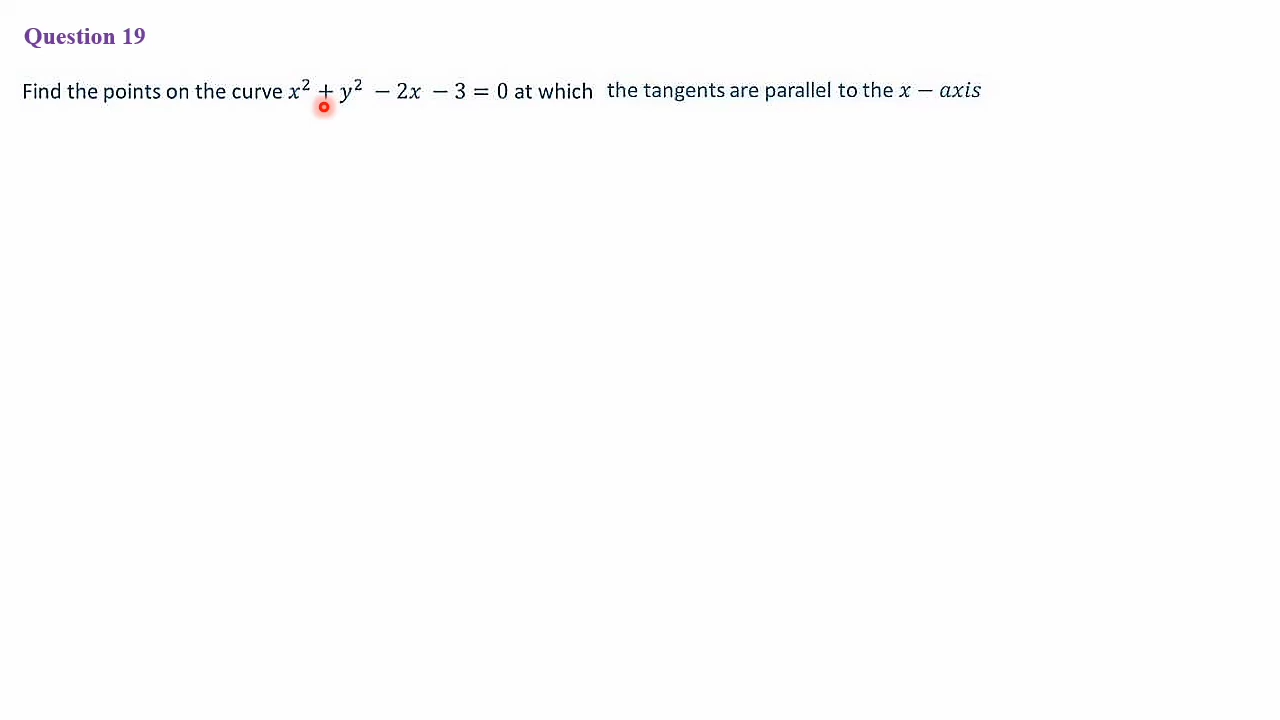 Question 19
Find the points on the curve x² + y² − 2x − 3 = 0 at which the tangents are parallel to the x − axis